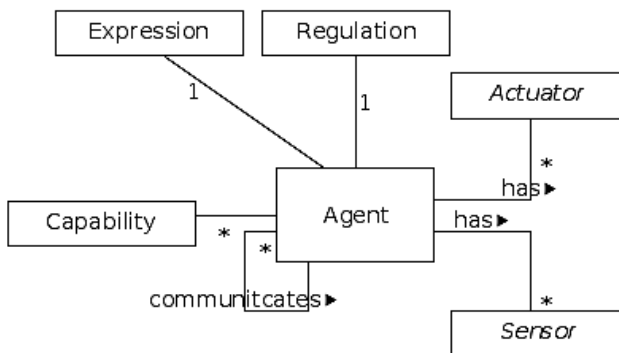 Expression
Regulation
1
1
Actuator
*
has▶
Agent
Capability
*
*
has▶
communitcates▶
*
Sensor